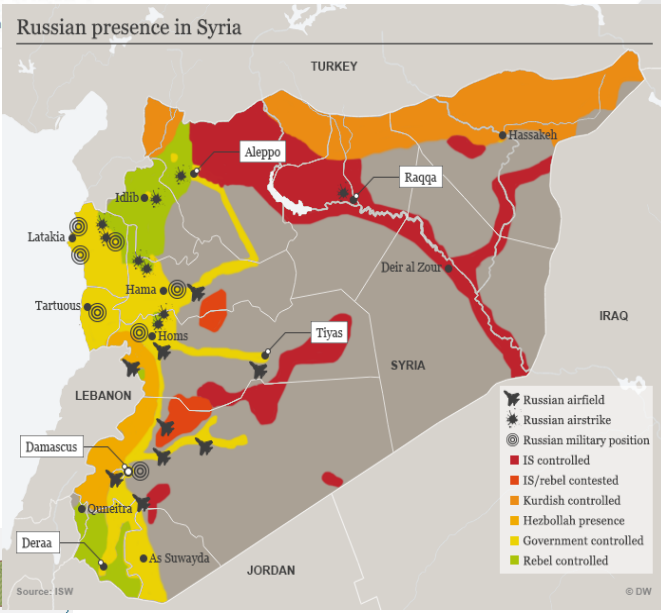 Russian presence in Syria
TURKEY
Hassakeh
Aleppo
Raqqa
Idlib
Latakia
Deir al Zour
Hama
Tartuous
IRAQ
Homs
Tiyas
SYRIA
LEBANON
Russian airfield
Russian airstrike
Russian military position
IS controlled
IS/rebel contested
Kurdish controlled
Hezbollah presence
Government controlled
Rebel controlled
Damascus
Quneitra
Deraa
As Suwayda
JORDAN
Source: ISW
© DW